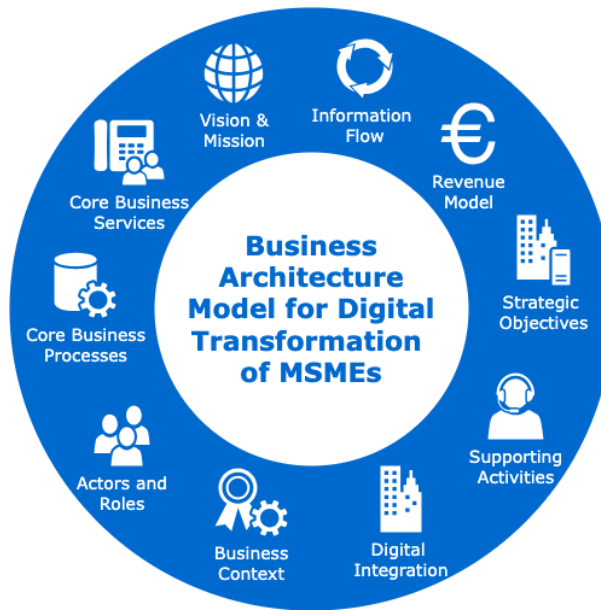 Vision &
Mission
Information
Flow
€
Revenue
Model
Strategic
Objectives
Supporting
Activities
Digital
Integration
Business
Context
Actors and
Roles
Core Business
Processes
Core Business
Services
Business
Architecture
Model for Digital
Transformation
of MSMEs